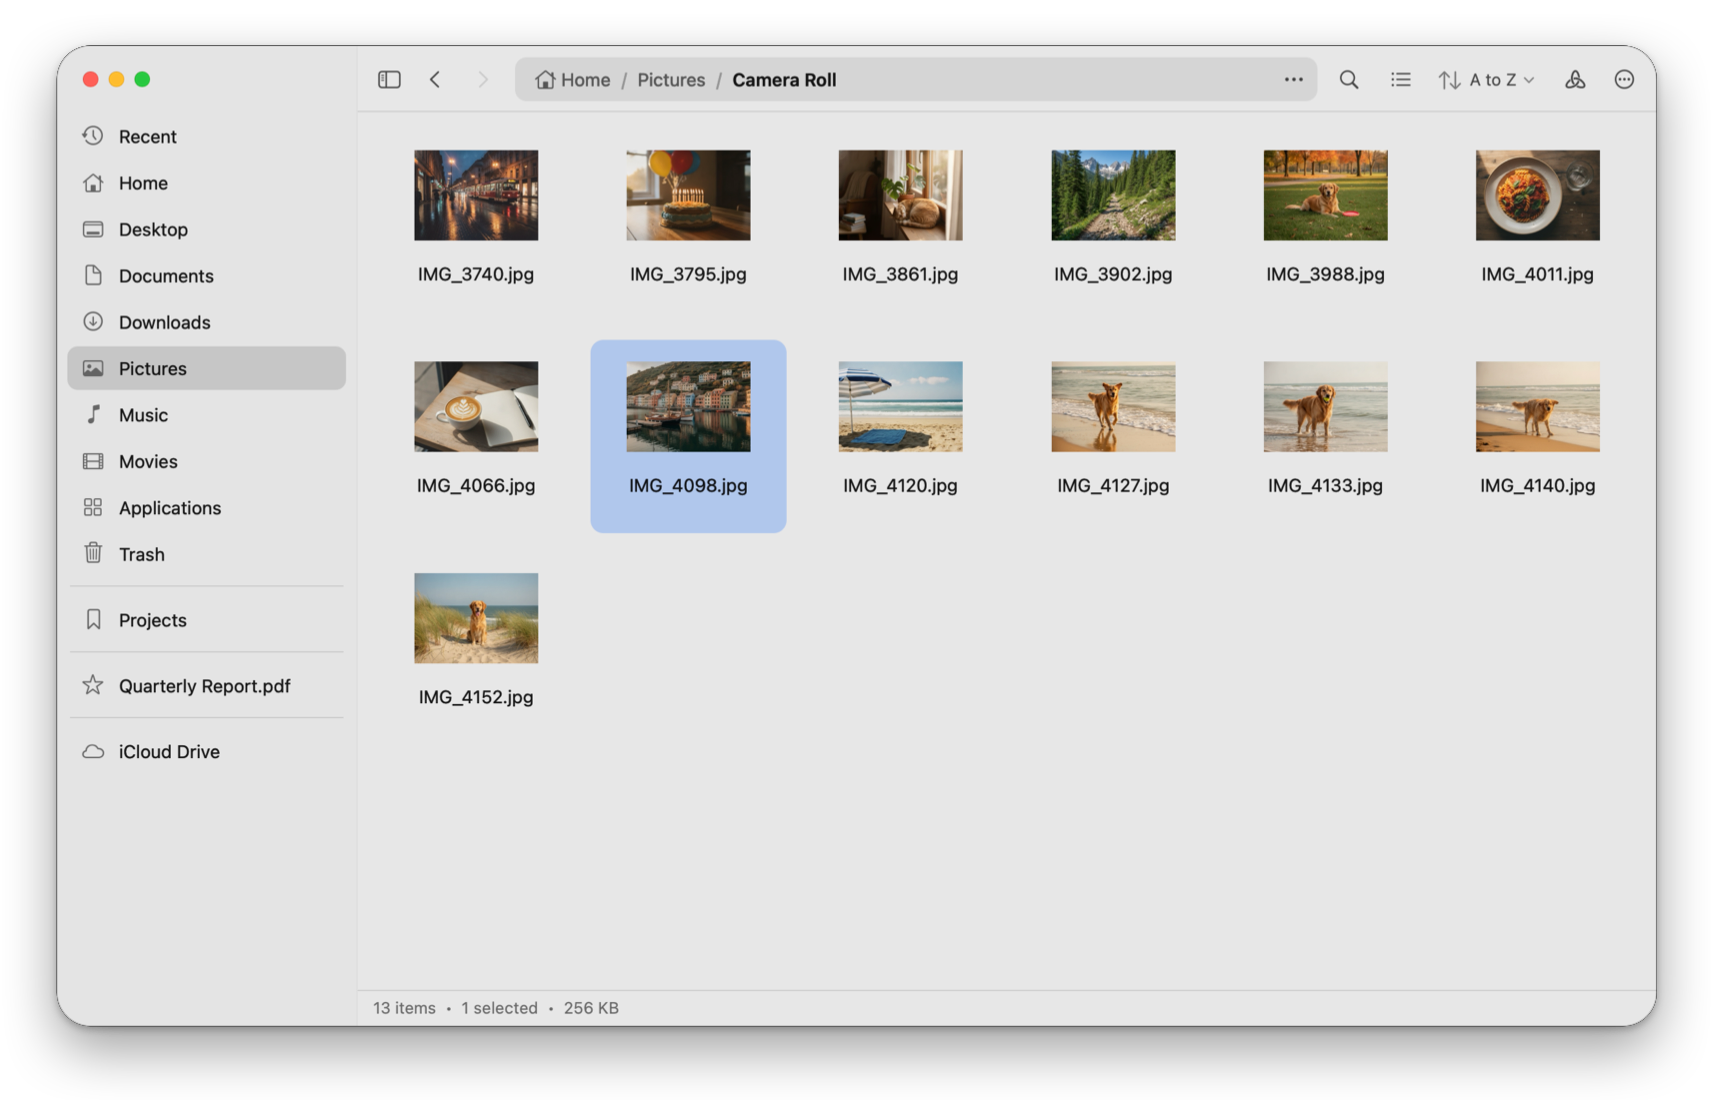 Home / Pictures / Camera Roll
A to Z
Recent
Home
Desktop
Documents
Downloads
Pictures
Music
Movies
Applications
Trash
Projects
Quarterly Report.pdf
iCloud Drive
IMG_3740.jpg
IMG_3795.jpg
IMG_3861.jpg
IMG_3902.jpg
IMG_3988.jpg
IMG_4011.jpg
IMG_4066.jpg
IMG_4098.jpg
IMG_4120.jpg
IMG_4127.jpg
IMG_4133.jpg
IMG_4140.jpg
IMG_4152.jpg
13 items • 1 selected • 256 KB